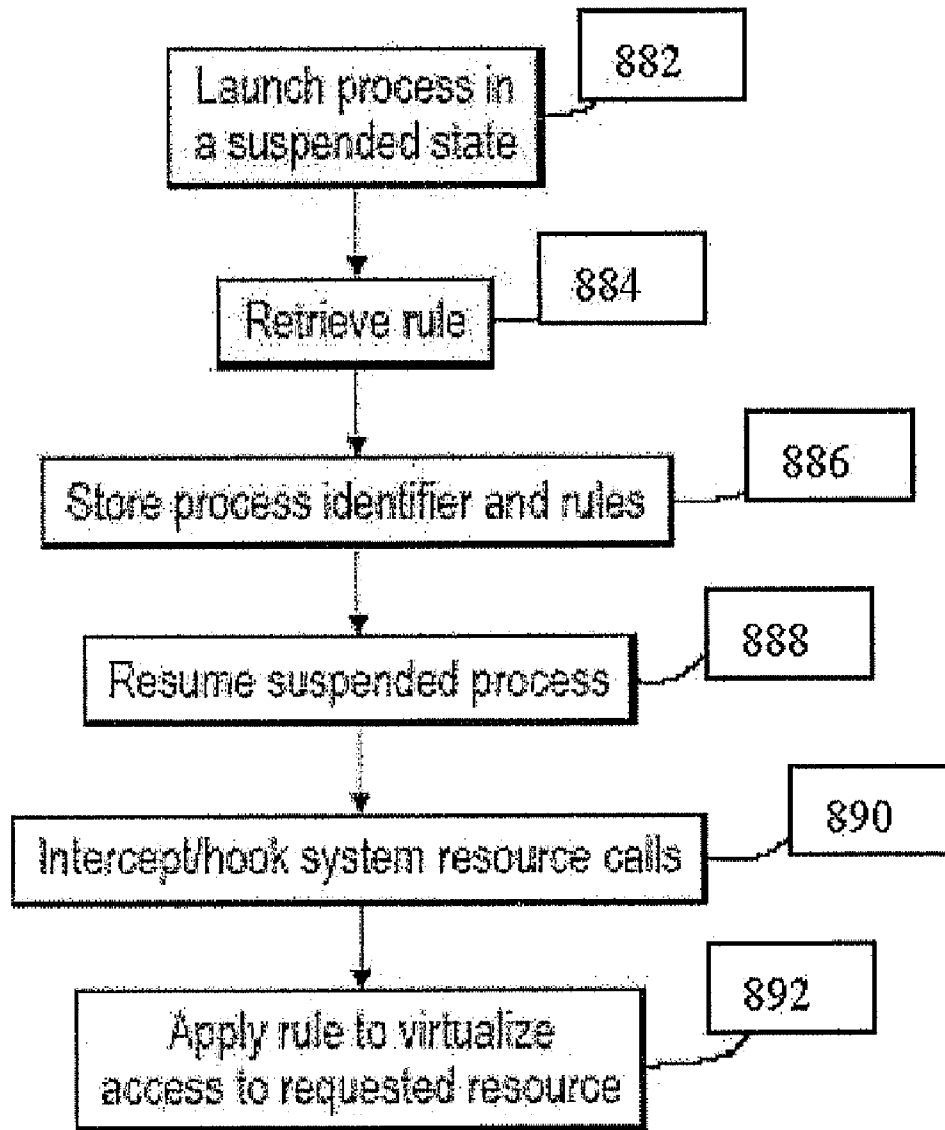 Launch process in
a suspended state
882
Retrieve rule
884
Store process identifier and rules
886
Resume suspended process
888
Intercept/hook system resource calls
890
Apply rule to virtualize
access to requested resource
892